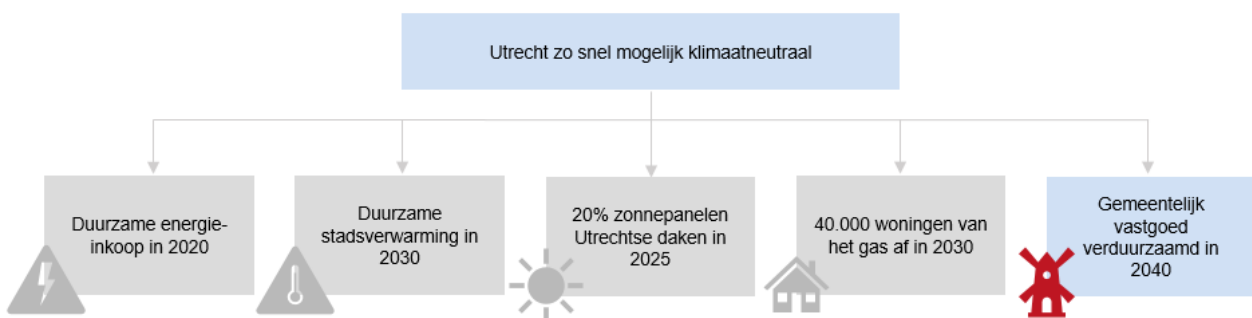 Utrecht zo snel mogelijk klimaatneutraal
Duurzame energie-
inkoop in 2020
Duurzame
stadsverwarming in
2030
20% zonnepanelen
Utrechtse daken in
2025
40.000 woningen van
het gas af in 2030
Gemeentelijk
vastgoed
verduurzaamd in
2040